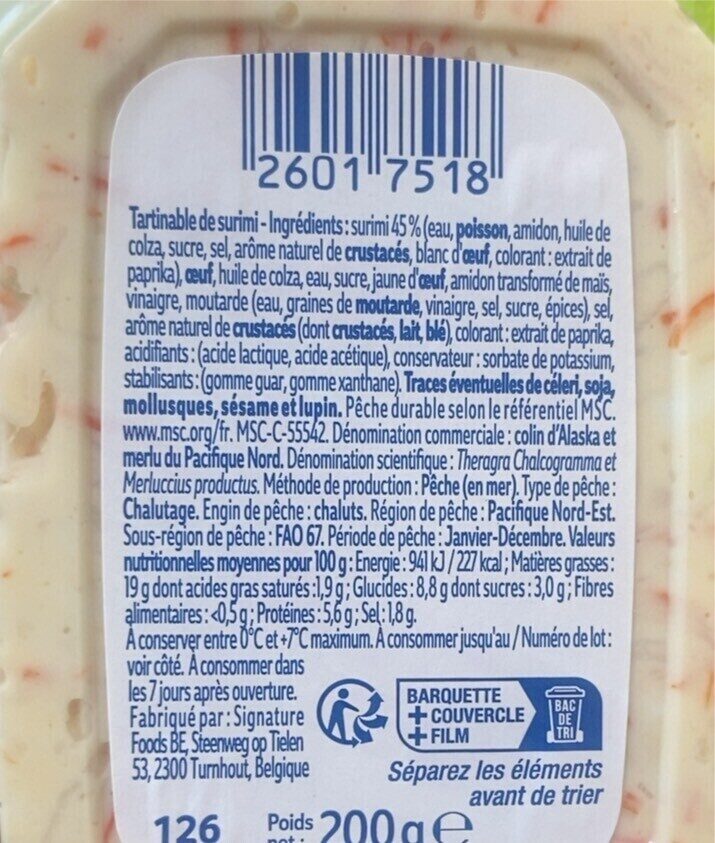 2601 7518
Tartinable de surimi - Ingrédients : surimi 45 % (eau, poisson, amidon, huile de
colza, sucre, sel, arôme naturel de crustacés, blanc d'œuf, colorant : extrait de
paprika), œuf, huile de colza, eau, sucre, jaune d'œuf, amidon transformé de maïs,
vinaigre, moutarde (eau, graines de moutarde, vinaigre, sel, sucre, épices), sel,
arôme naturel de crustacés (dont crustacés, lait, blé), colorant : extrait de paprika,
acidifiants : (acide lactique, acide acétique), conservateur : sorbate de potassium,
stabilisants : (gomme guar, gomme xanthane). Traces éventuelles de céleri, soja,
mollusques, sésame et lupin. Pêche durable selon le référentiel MSC.
www.msc.org/fr. MSC-C-55542. Dénomination commerciale : colin d'Alaska et
merlu du Pacifique Nord. Dénomination scientifique : Theragra Chalcogramma et
Merluccius productus. Méthode de production : Pêche (en mer). Type de pêche :
Chalutage. Engin de pêche : chaluts. Région de pêche : Pacifique Nord-Est.
Sous-région de pêche : FAO 67. Période de pêche : Janvier-Décembre. Valeurs
nutritionnelles moyennes pour 100 g : Energie : 941 kJ / 227 kcal ; Matières grasses :
19 g dont acides gras saturés :1,9 g ; Glucides : 8,8 g dont sucres : 3,0 g ; Fibres
alimentaires : <0,5 g ; Protéines : 5,6 g ; Sel : 1,8 g.
À conserver entre 0°C et +7°C maximum. À consommer jusqu'au / Numéro de lot :
voir côté. À consommer dans
les 7 jours après ouverture.
Fabriqué par : Signature
Foods BE, Steenweg op Tielen
53, 2300 Turnhout, Belgique
BARQUETTE
+ COUVERCLE
+ FILM
BAC
DE
TRI
Séparez les éléments
avant de trier
126
Poids
net :
200 g e